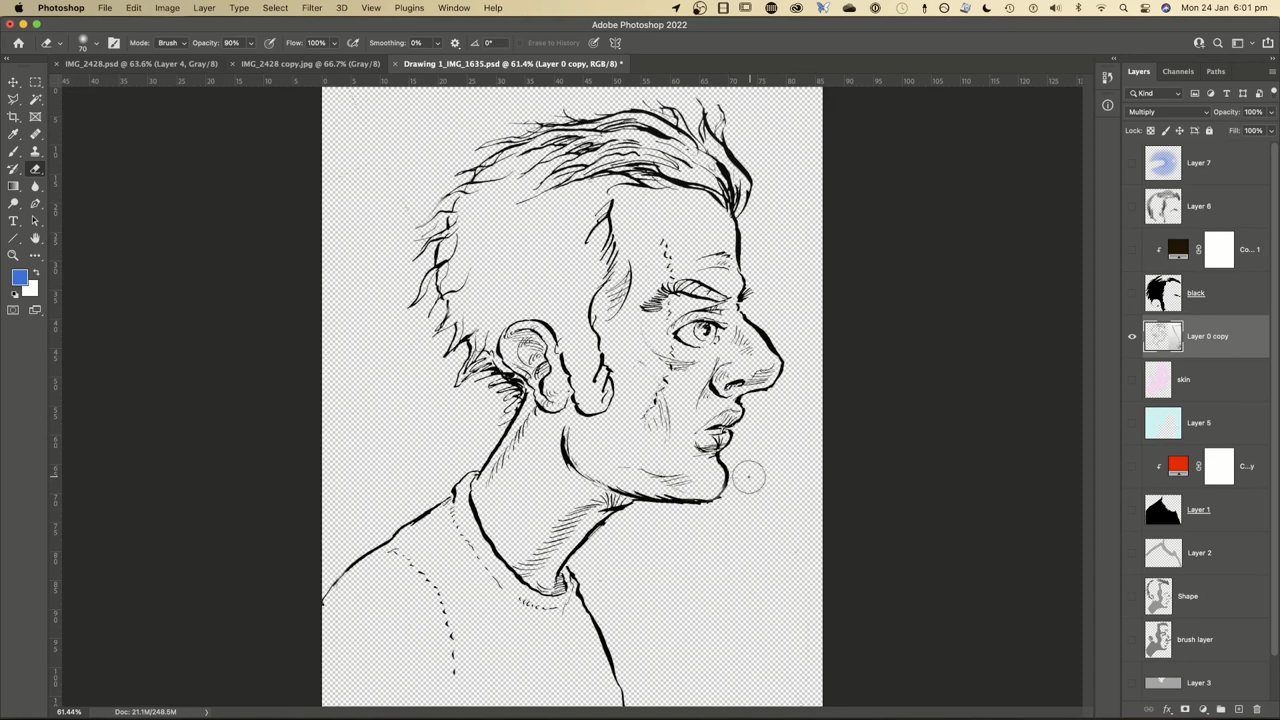 Photoshop File Edit Image Layer Type Select Filter 3D View Plugins Window Help Mon 24 Jan 6:01 pm
Adobe Photoshop 2022
70 Mode: Brush Opacity: 90% Flow: 100% Smoothing: 0% 0° Erase to History
IMG_2428.psd @ 63.6% (Layer 4, Gray/8) IMG_2428 copy.jpg @ 66.7% (Gray/8) Drawing 1_IMG_1635.psd @ 61.4% (Layer 0 copy, RGB/8) *
Layers Channels Paths
Kind
Multiply Opacity: 100%
Lock: Fill: 100%
Layer 7
Layer 6
Co... 1
black
Layer 0 copy
skin
Layer 5
C...y
Layer 1
Layer 2
Shape
brush layer
Layer 3
61.44% Doc: 21.1M/248.5M